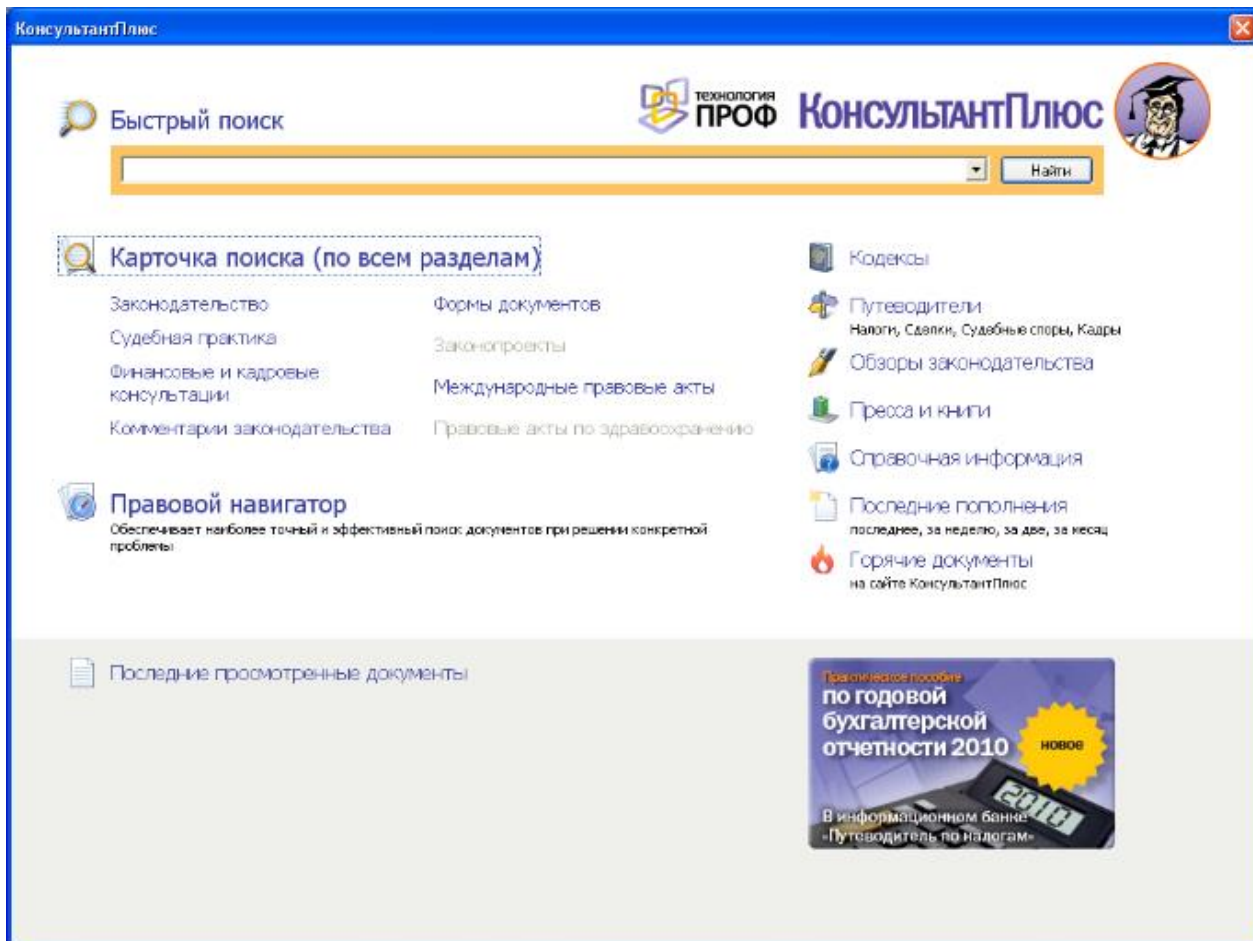 КонсультантПлюс
Быстрый поиск
технология
ПРОФ
КонсультантПлюс
Найти
Карточка поиска (по всем разделам)
Законодательство
Судебная практика
Финансовые и кадровые
консультации
Комментарии законодательства
Формы документов
Законопроекты
Международные правовые акты
Правовые акты по здравоохранению
Правовой навигатор
Обеспечивает наиболее точный и эффективный поиск документов при решении конкретной
проблемы
Кодексы
Путеводители
Налоги, Сделки, Судебные споры, Кадры
Обзоры законодательства
Пресса и книги
Справочная информация
Последние пополнения
последнее, за неделю, за две, за месяц
Горячие документы
на сайте КонсультантПлюс
Последние просмотренные документы
Практическое пособие
по годовой
бухгалтерской
отчетности 2010
новое
2010
В информационном банке
«Путеводитель по налогам»